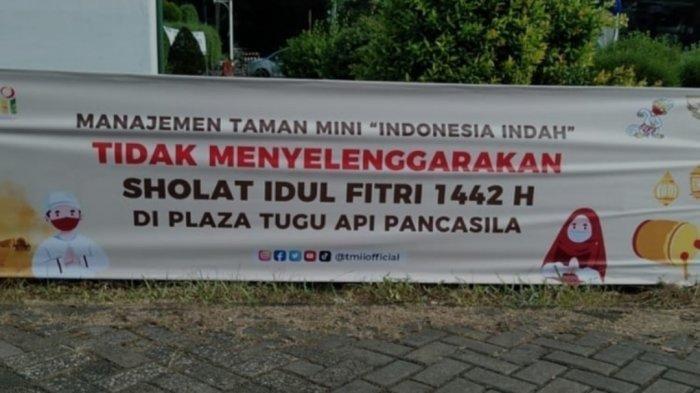 MANAJEMEN TAMAN MINI "INDONESIA INDAH"
TIDAK MENYELENGGARAKAN
SHOLAT IDUL FITRI 1442 H
DI PLAZA TUGU API PANCASILA
@tmiiofficial